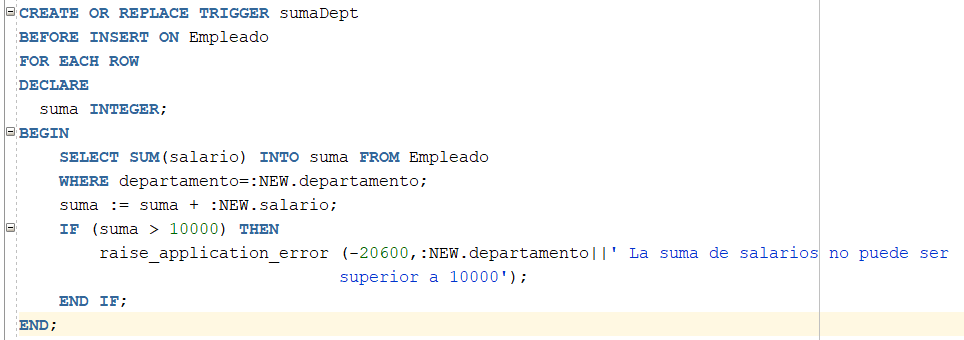 CREATE OR REPLACE TRIGGER sumaDept
BEFORE INSERT ON Empleado
FOR EACH ROW
DECLARE
  suma INTEGER;
BEGIN
    SELECT SUM(salario) INTO suma FROM Empleado
    WHERE departamento=:NEW.departamento;
    suma := suma + :NEW.salario;
    IF (suma > 10000) THEN
        raise_application_error (-20600,:NEW.departamento||' La suma de salarios no puede ser
                                superior a 10000');
    END IF;
END;